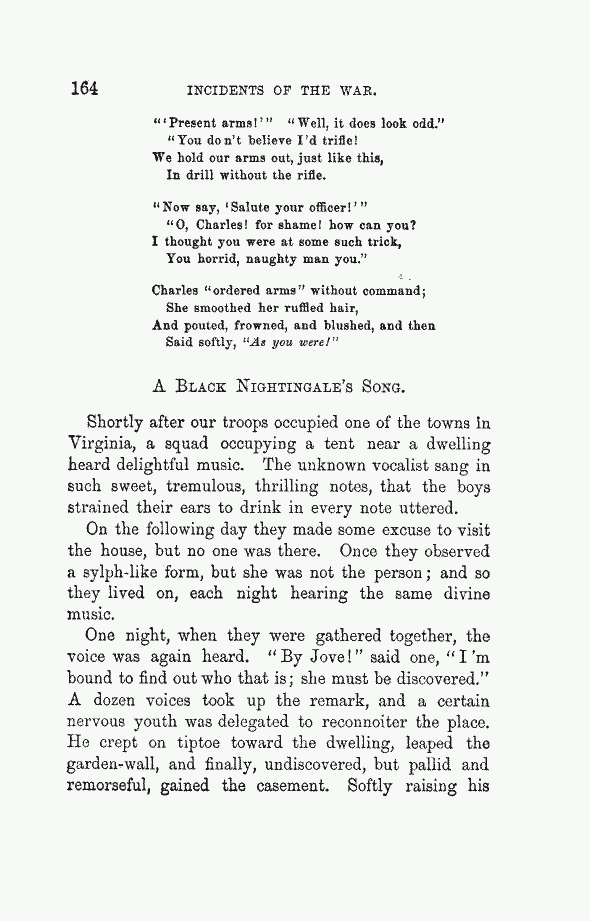 164 INCIDENTS OF THE WAR.
"'Present arms!'" "Well, it does look odd."
"You don't believe I'd trifle!
We hold our arms out, just like this,
In drill without the rifle.
"Now say, 'Salute your officer!'"
"O, Charles! for shame! how can you?
I thought you were at some such trick,
You horrid, naughty man you."
Charles "ordered arms" without command;
She smoothed her ruffled hair,
And pouted, frowned, and blushed, and then
Said softly, "As you were!"
A BLACK NIGHTINGALE'S SONG.
Shortly after our troops occupied one of the towns in
Virginia, a squad occupying a tent near a dwelling
heard delightful music. The unknown vocalist sang in
such sweet, tremulous, thrilling notes, that the boys
strained their ears to drink in every note uttered.
On the following day they made some excuse to visit
the house, but no one was there. Once they observed
a sylph-like form, but she was not the person; and so
they lived on, each night hearing the same divine
music.
One night, when they were gathered together, the
voice was again heard. "By Jove!" said one, "I'm
bound to find out who that is; she must be discovered."
A dozen voices took up the remark, and a certain
nervous youth was delegated to reconnoiter the place.
He crept on tiptoe toward the dwelling, leaped the
garden-wall, and finally, undiscovered, but pallid and
remorseful, gained the casement. Softly raising his